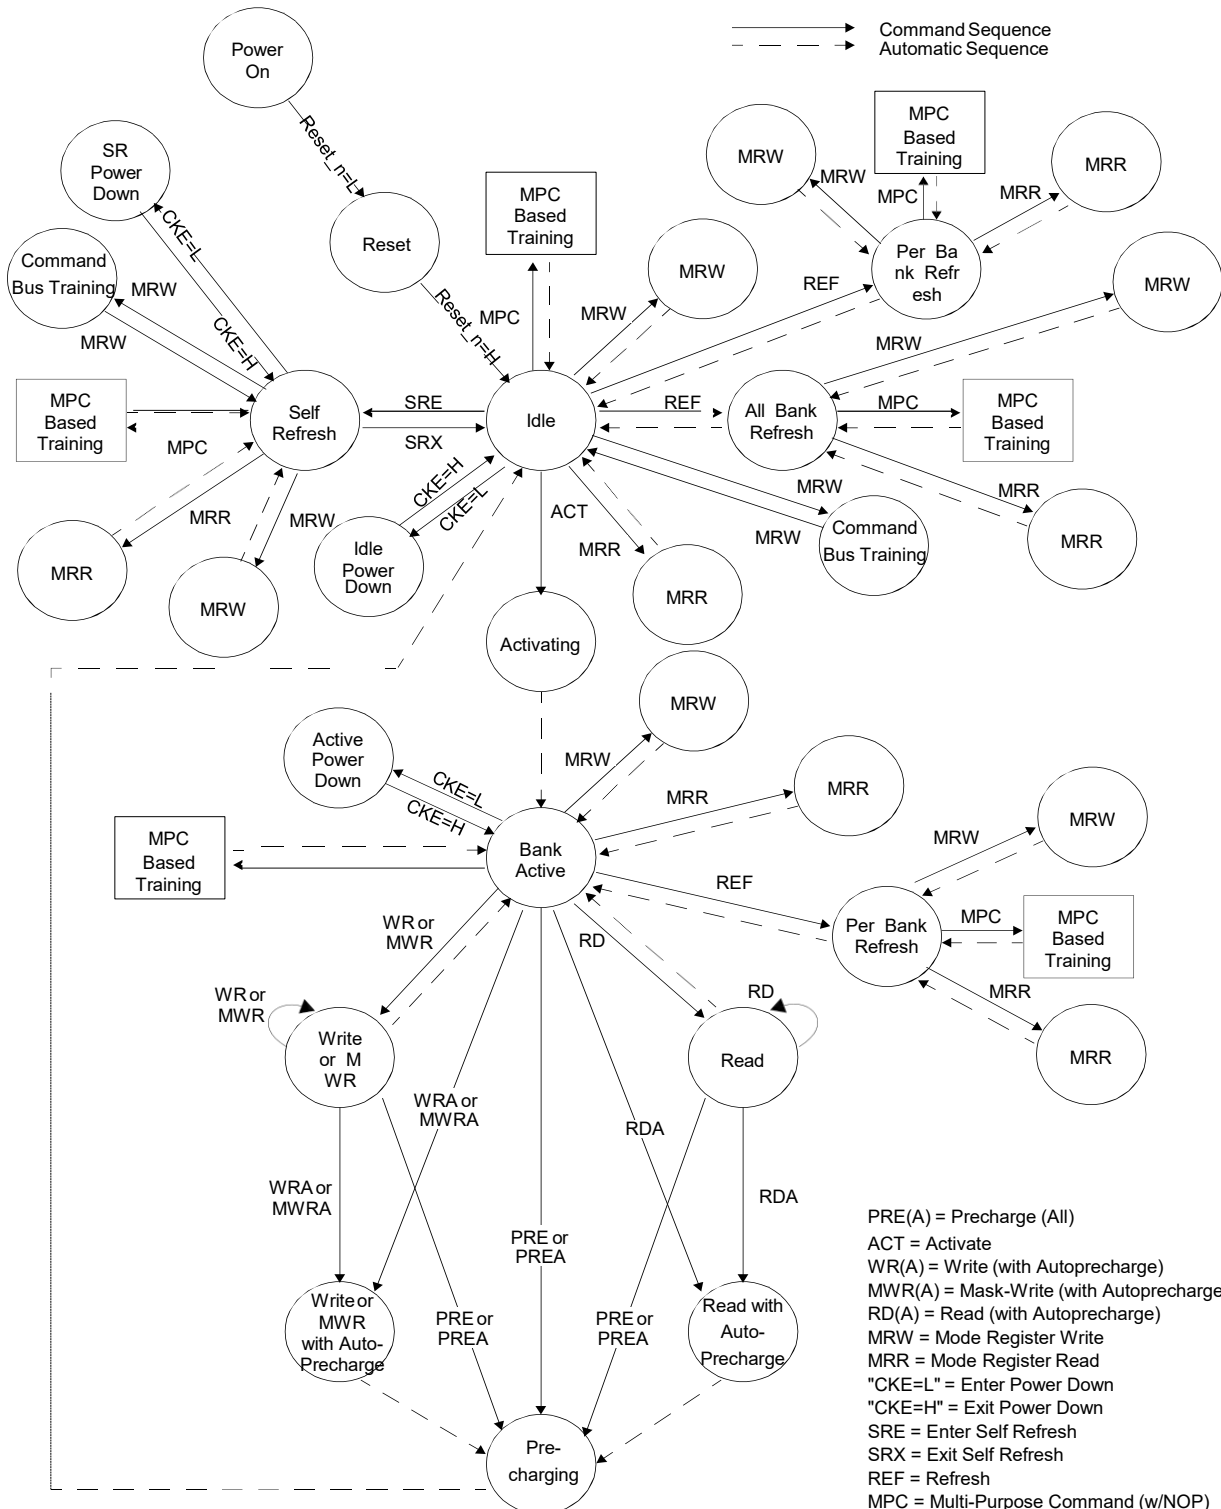 Command Sequence
Automatic Sequence
Power
On
Reset_n=L
SR
Power
Down
CKE=L
CKE=H
Command
Bus Training
MRW
MRW
Reset
Reset_n=H
MPC
Based
Training
MPC
MRW
MRW
MRW
MRW
MPC
Based
Training
MPC
MRR
MRR
Per Ba
nk Refr
esh
REF
MRW
MRW
MPC
Based
Training
MPC
Self
Refresh
SRE
SRX
Idle
REF
All Bank
Refresh
MPC
MPC
Based
Training
MRR
MRR
MRR
MRR
MRW
MRW
CKE=H
CKE=L
Idle
Power
Down
ACT
MRR
MRR
MRW
MRW
Command
Bus Training
Activating
MRW
MRW
Active
Power
Down
CKE=L
CKE=H
MRR
MRR
MPC
Based
Training
Bank
Active
REF
MRW
MRW
Per Bank
Refresh
MPC
MPC
Based
Training
MRR
MRR
WR or
MWR
RD
WR or
MWR
Write
or M
WR
RD
Read
WRA or
MWRA
RDA
WRA or
MWRA
RDA
PRE or
PREA
PRE or
PREA
PRE or
PREA
Write or
MWR
with Auto-
Precharge
Read with
Auto-
Precharge
Pre-
charging
PRE(A) = Precharge (All)
ACT = Activate
WR(A) = Write (with Autoprecharge)
MWR(A) = Mask-Write (with Autoprecharge
RD(A) = Read (with Autoprecharge)
MRW = Mode Register Write
MRR = Mode Register Read
"CKE=L" = Enter Power Down
"CKE=H" = Exit Power Down
SRE = Enter Self Refresh
SRX = Exit Self Refresh
REF = Refresh
MPC = Multi-Purpose Command (w/NOP)